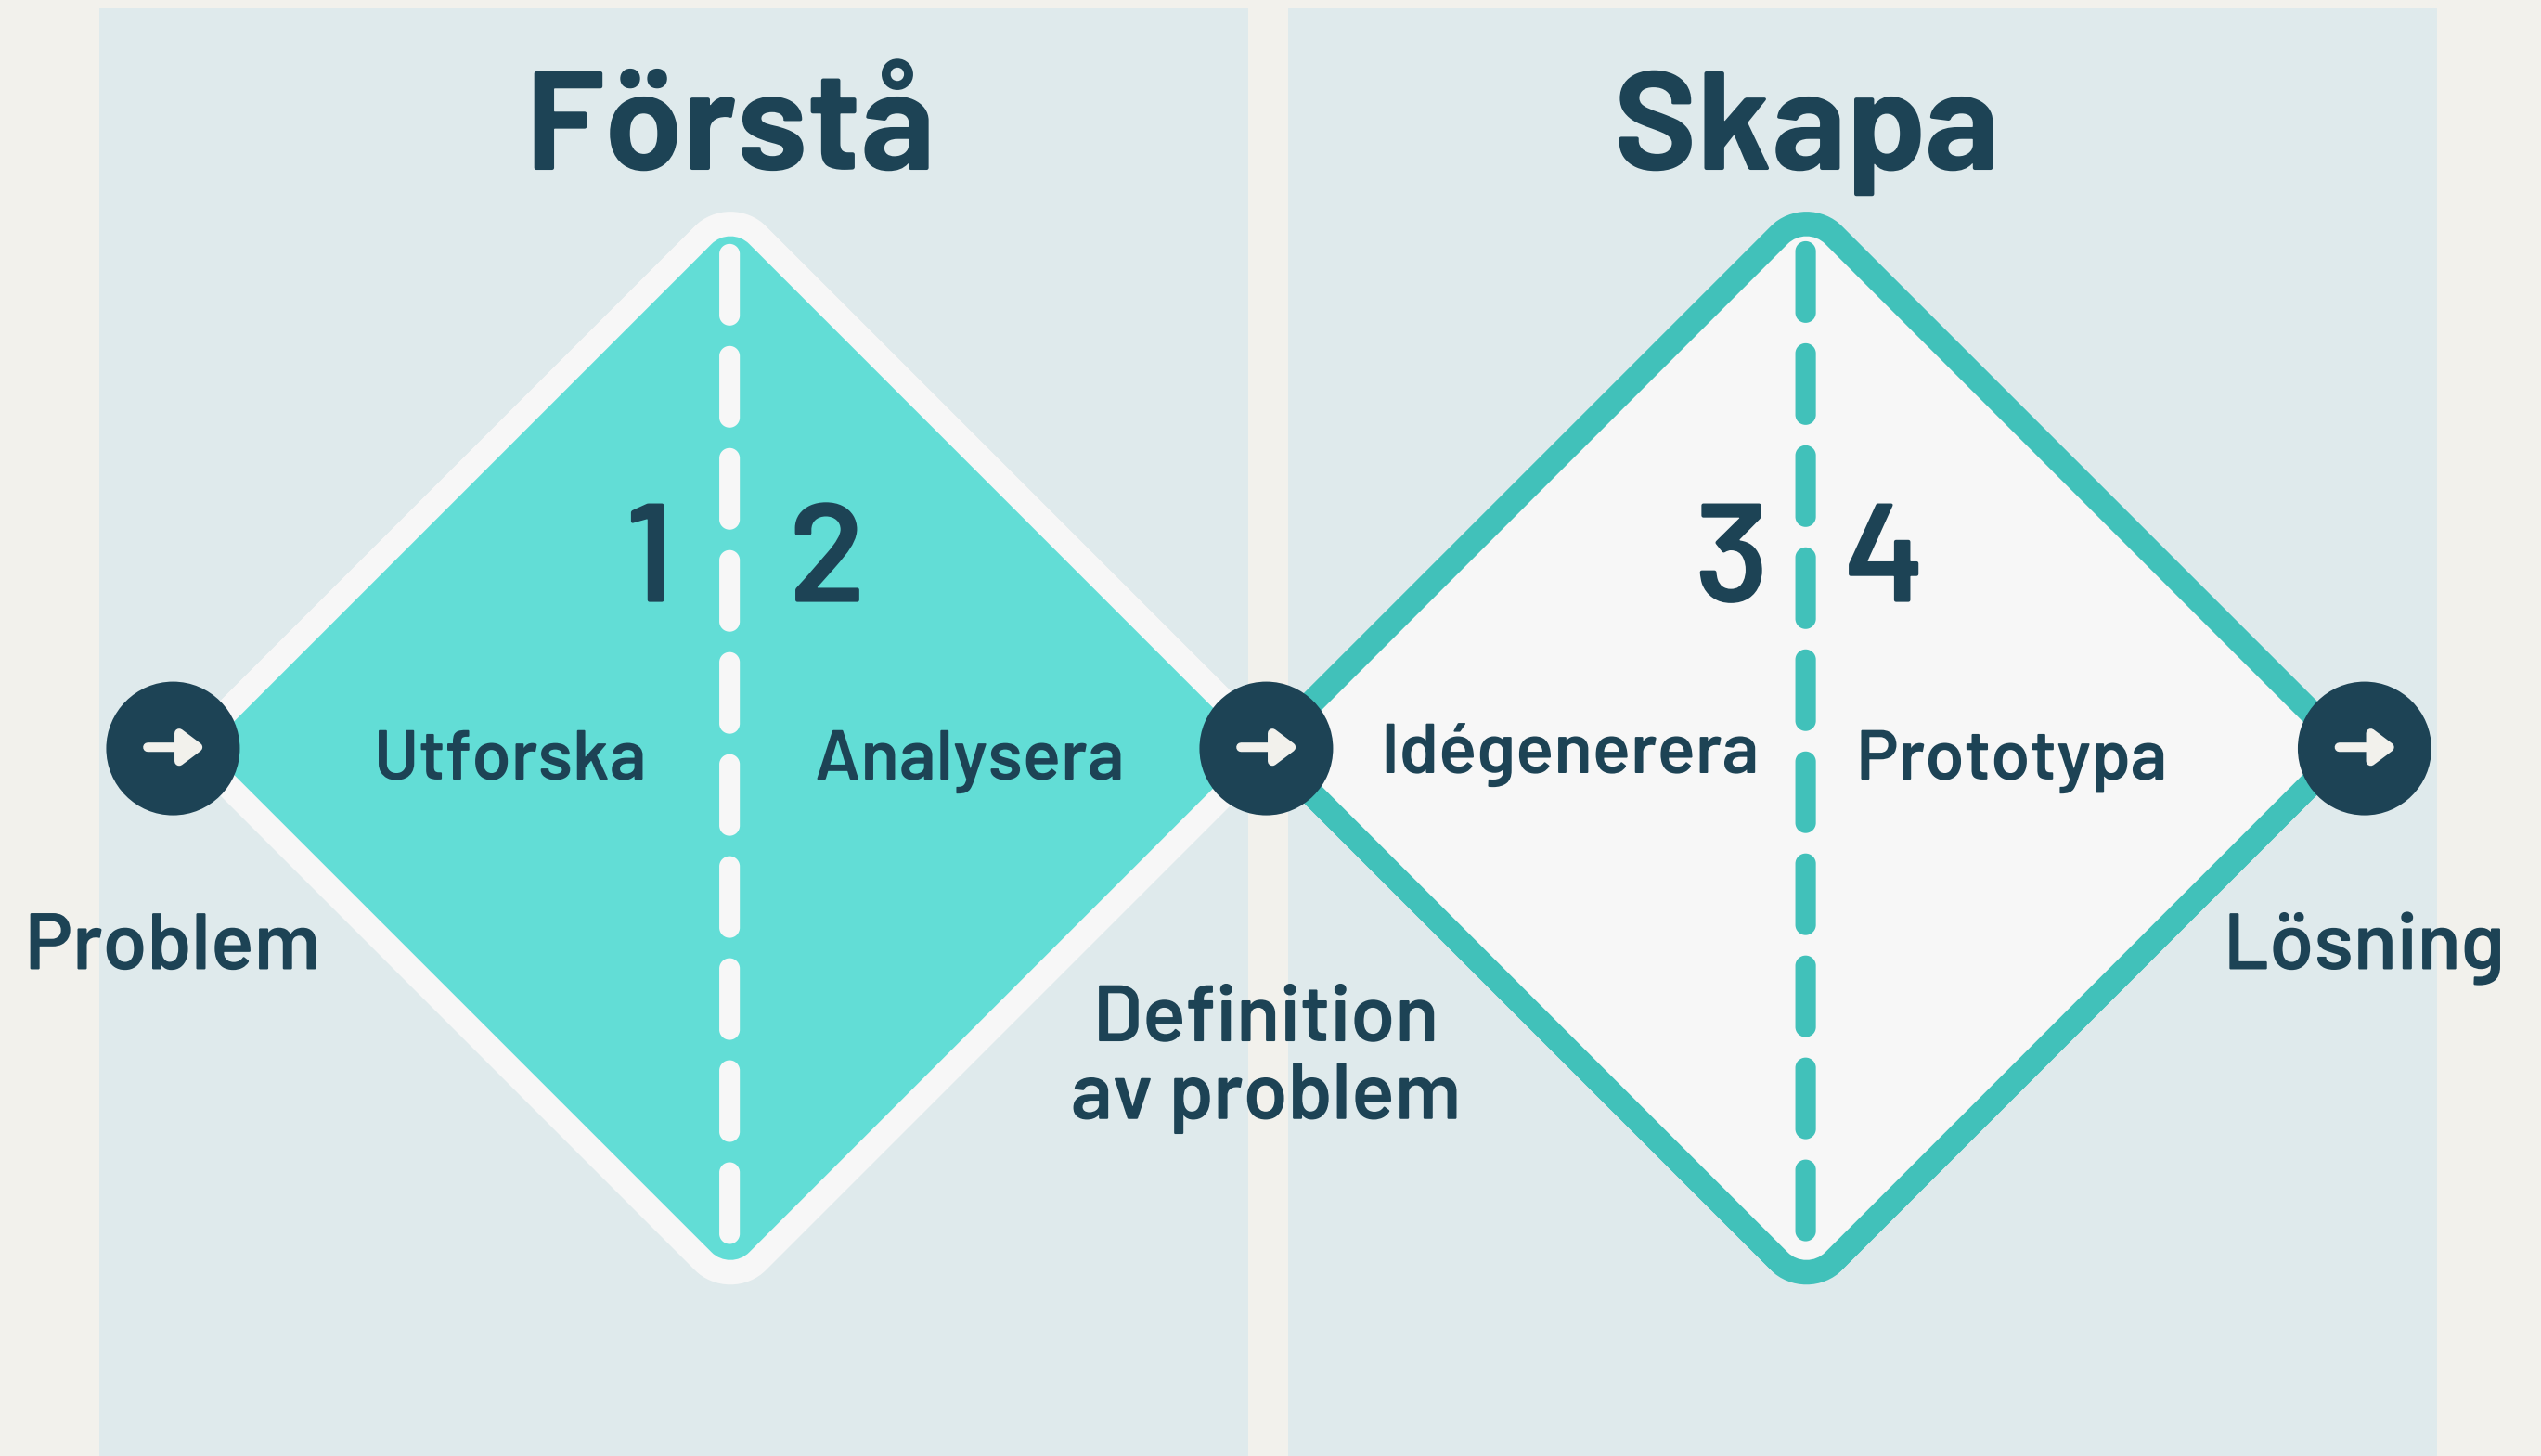 Förstå
Skapa
1
2
3
4
Utforska
Analysera
Idégenerera
Prototypa
Problem
Definition
av problem
Lösning